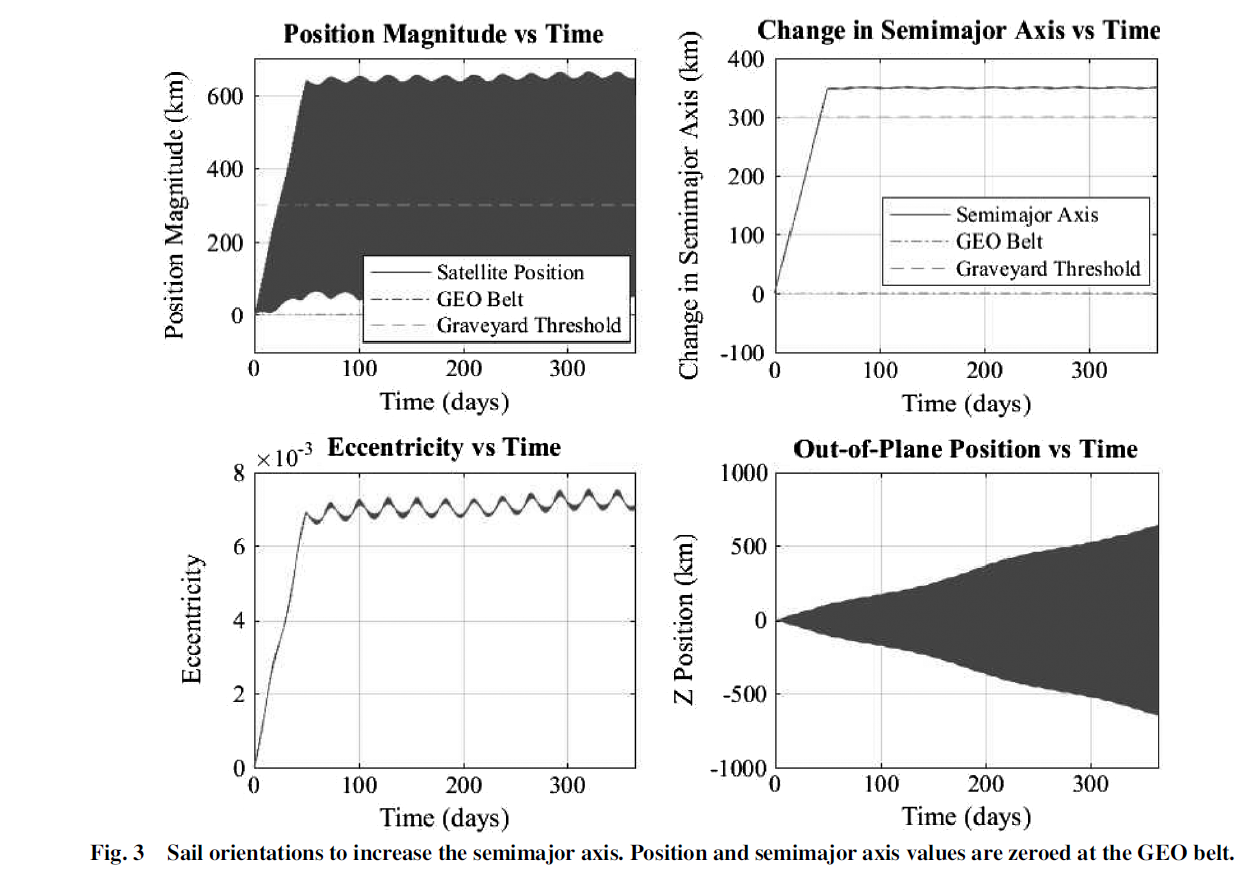 Position Magnitude vs Time
Position Magnitude (km)
600
400
200
0
Satellite Position
GEO Belt
Graveyard Threshold
0 100 200 300
Time (days)
Change in Semimajor Axis vs Time
Change in Semimajor Axis (km)
400
300
200
100
0
-100
Semimajor Axis
GEO Belt
Graveyard Threshold
0 100 200 300
Time (days)
Eccentricity vs Time
×10-3
Eccentricity
8
6
4
2
0
0 100 200 300
Time (days)
Out-of-Plane Position vs Time
Z Position (km)
1000
500
0
-500
-1000
0 100 200 300
Time (days)
Fig. 3 Sail orientations to increase the semimajor axis. Position and semimajor axis values are zeroed at the GEO belt.